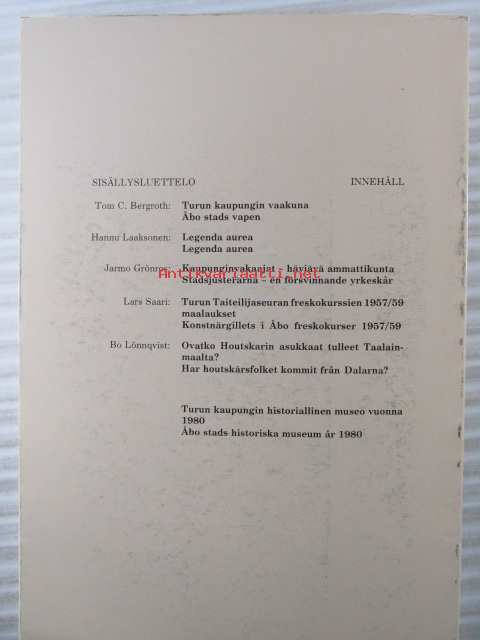 SISÄLLYSLUETTELO INNEHÅLL
Tom C. Bergroth: Turun kaupungin vaakuna
Åbo stads vapen
Hannu Laaksonen: Legenda aurea
Legenda aurea
Jarmo Kaupunginvakaajat – häviävä ammattikunta
Antikvariaatti.net
Stadsjusterarna – en försvinnande yrkeskår
Lars Saari: Turun Taiteilijaseuran freskokurssien 1957/59
maalaukset
Konstnärgillets i Åbo freskokurser 1957/59
Bo Lönnqvist: Ovatko Houtskarin asukkaat tulleet Taalain-
maalta?
Har houtskärsfolket kommit från Dalarna?
Turun kaupungin historiallinen museo vuonna
1980
Åbo stads historiska museum år 1980